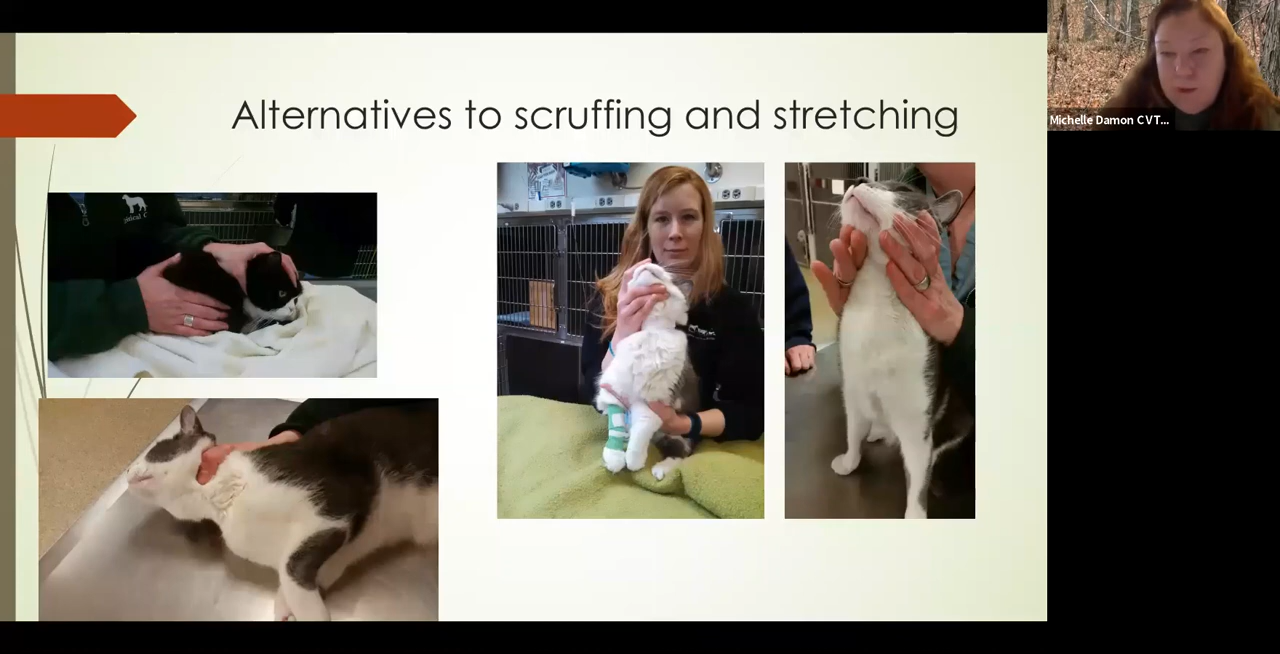 Alternatives to scruffing and stretching
Michelle Damon CVT...